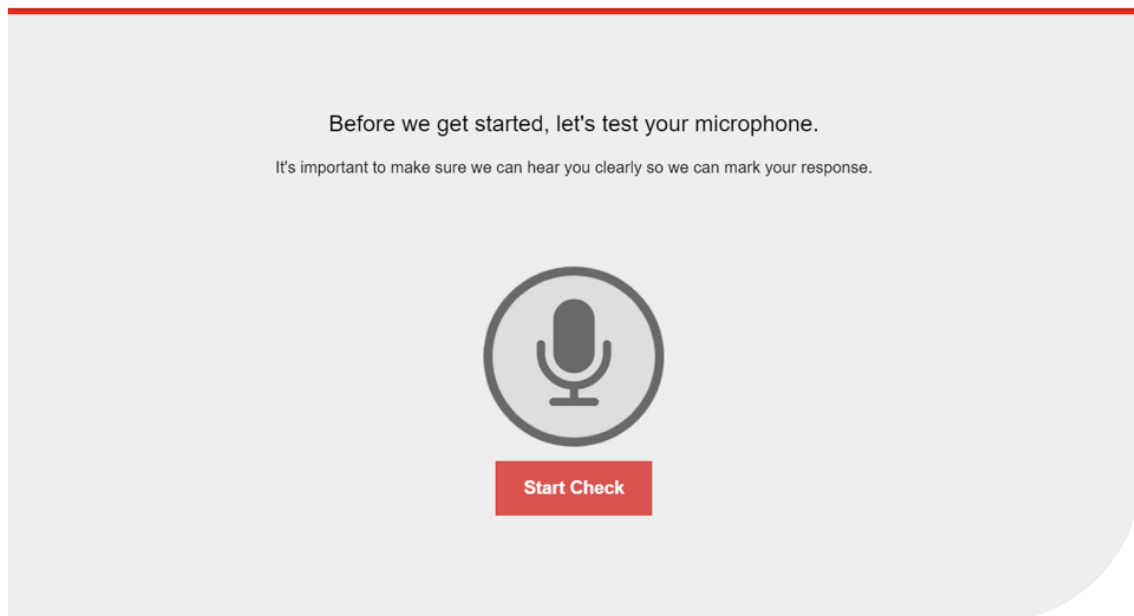 Before we get started, let's test your microphone.
It's important to make sure we can hear you clearly so we can mark your response.
Start Check